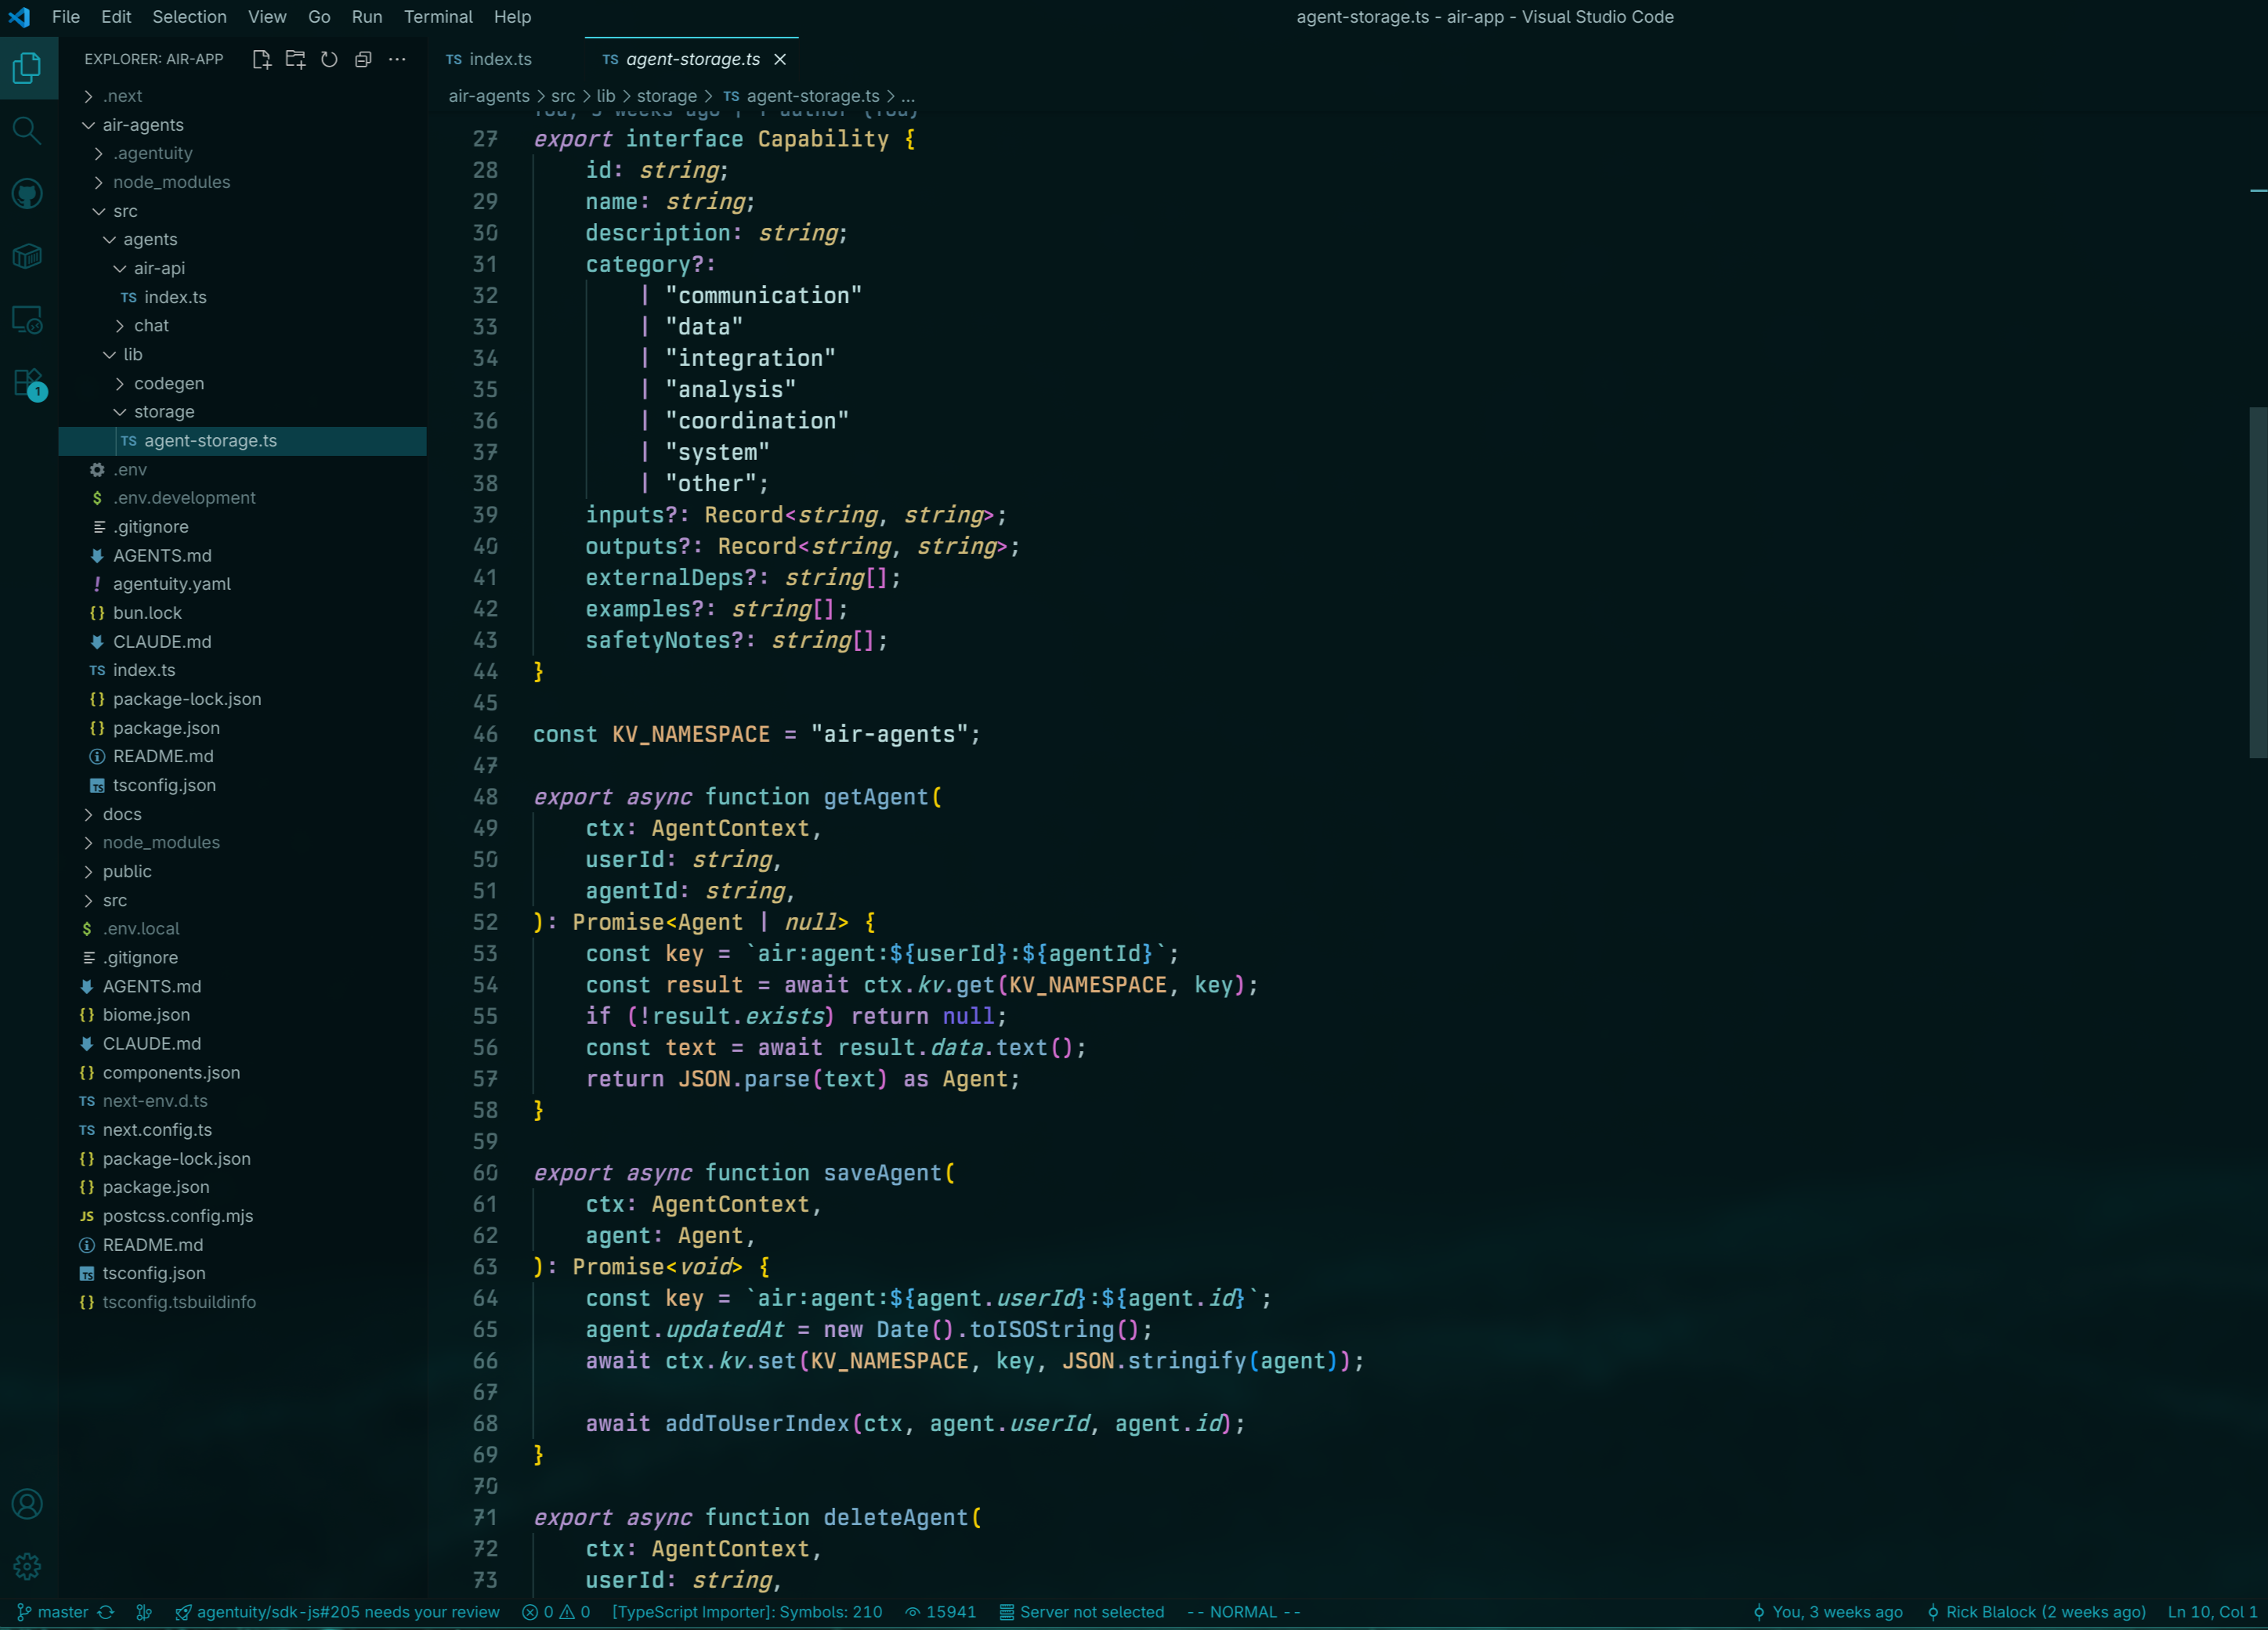 File Edit Selection View Go Run Terminal Help
agent-storage.ts - air-app - Visual Studio Code
EXPLORER: AIR-APP
.next
air-agents
.agentuity
node_modules
src
agents
air-api
TS index.ts
chat
lib
codegen
storage
TS agent-storage.ts
.env
$ .env.development
.gitignore
AGENTS.md
! agentuity.yaml
{} bun.lock
CLAUDE.md
TS index.ts
{} package-lock.json
{} package.json
README.md
TS tsconfig.json
docs
node_modules
public
src
$ .env.local
.gitignore
AGENTS.md
{} biome.json
CLAUDE.md
{} components.json
TS next-env.d.ts
TS next.config.ts
{} package-lock.json
{} package.json
JS postcss.config.mjs
README.md
TS tsconfig.json
{} tsconfig.tsbuildinfo
1
TS index.ts
TS agent-storage.ts
air-agents > src > lib > storage > TS agent-storage.ts > ...
You, 3 weeks ago | 1 author (You)
27 export interface Capability {
28 id: string;
29 name: string;
30 description: string;
31 category?:
32 | "communication"
33 | "data"
34 | "integration"
35 | "analysis"
36 | "coordination"
37 | "system"
38 | "other";
39 inputs?: Record<string, string>;
40 outputs?: Record<string, string>;
41 externalDeps?: string[];
42 examples?: string[];
43 safetyNotes?: string[];
44 }
45
46 const KV_NAMESPACE = "air-agents";
47
48 export async function getAgent(
49 ctx: AgentContext,
50 userId: string,
51 agentId: string,
52 ): Promise<Agent | null> {
53 const key = `air:agent:${userId}:${agentId}`;
54 const result = await ctx.kv.get(KV_NAMESPACE, key);
55 if (!result.exists) return null;
56 const text = await result.data.text();
57 return JSON.parse(text) as Agent;
58 }
59
60 export async function saveAgent(
61 ctx: AgentContext,
62 agent: Agent,
63 ): Promise<void> {
64 const key = `air:agent:${agent.userId}:${agent.id}`;
65 agent.updatedAt = new Date().toISOString();
66 await ctx.kv.set(KV_NAMESPACE, key, JSON.stringify(agent));
67
68 await addToUserIndex(ctx, agent.userId, agent.id);
69 }
70
71 export async function deleteAgent(
72 ctx: AgentContext,
73 userId: string,
master agentuity/sdk-js#205 needs your review 0 0 [TypeScript Importer]: Symbols: 210 15941 Server not selected -- NORMAL -- You, 3 weeks ago Rick Blalock (2 weeks ago) Ln 10, Col 1